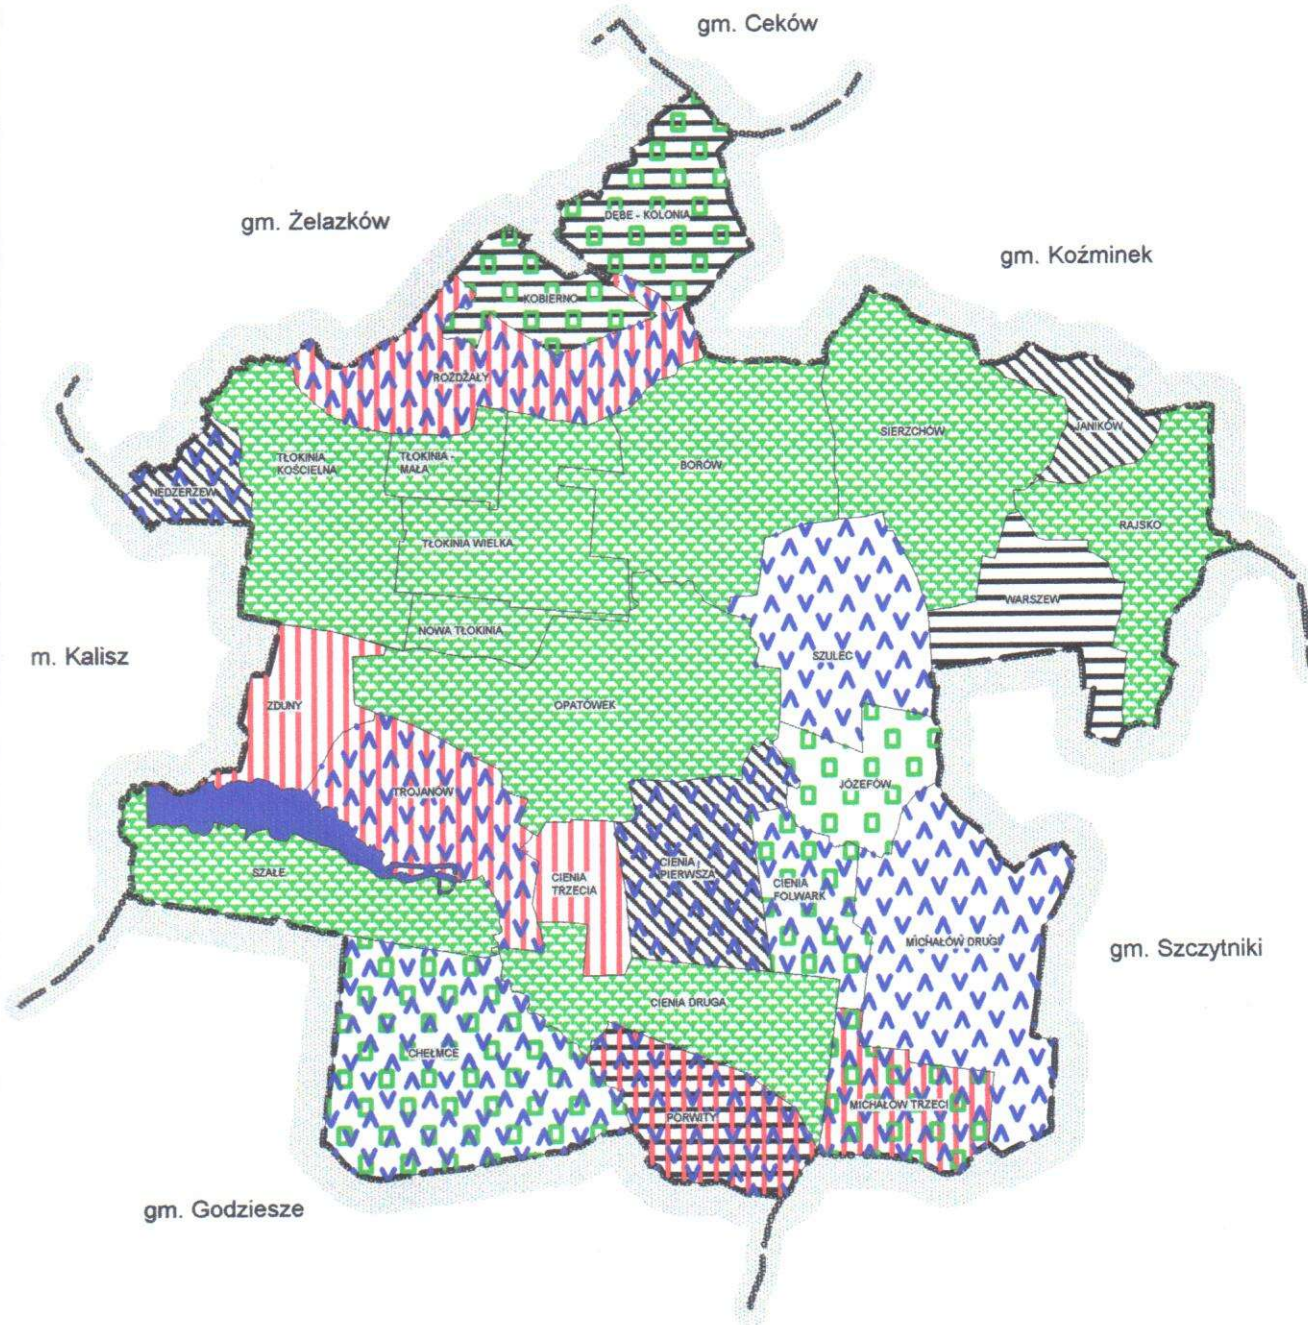 gm. Ceków
gm. Żelazków
DĘBE - KOLONIA
gm. Koźminek
KOBIERNO
ROŻDŻAŁY
JANIKÓW
SIERZCHÓW
TŁOKINIA
KOŚCIELNA
TŁOKINIA -
MAŁA
BORÓW
NĘDZERZEW
RAJSKO
TŁOKINIA WIELKA
WARSZEW
NOWA TŁOKINIA
m. Kalisz
SZULEC
ZDUNY
OPATÓWEK
JÓZEFÓW
TROJANÓW
SZAŁE
CIENIA
TRZECIA
CIENIA
PIERWSZA
CIENIA
FOLWARK
MICHAŁÓW DRUGI
gm. Szczytniki
CIENIA DRUGA
CHEŁMCE
MICHAŁÓW TRZECI
PORWITY
gm. Godziesze